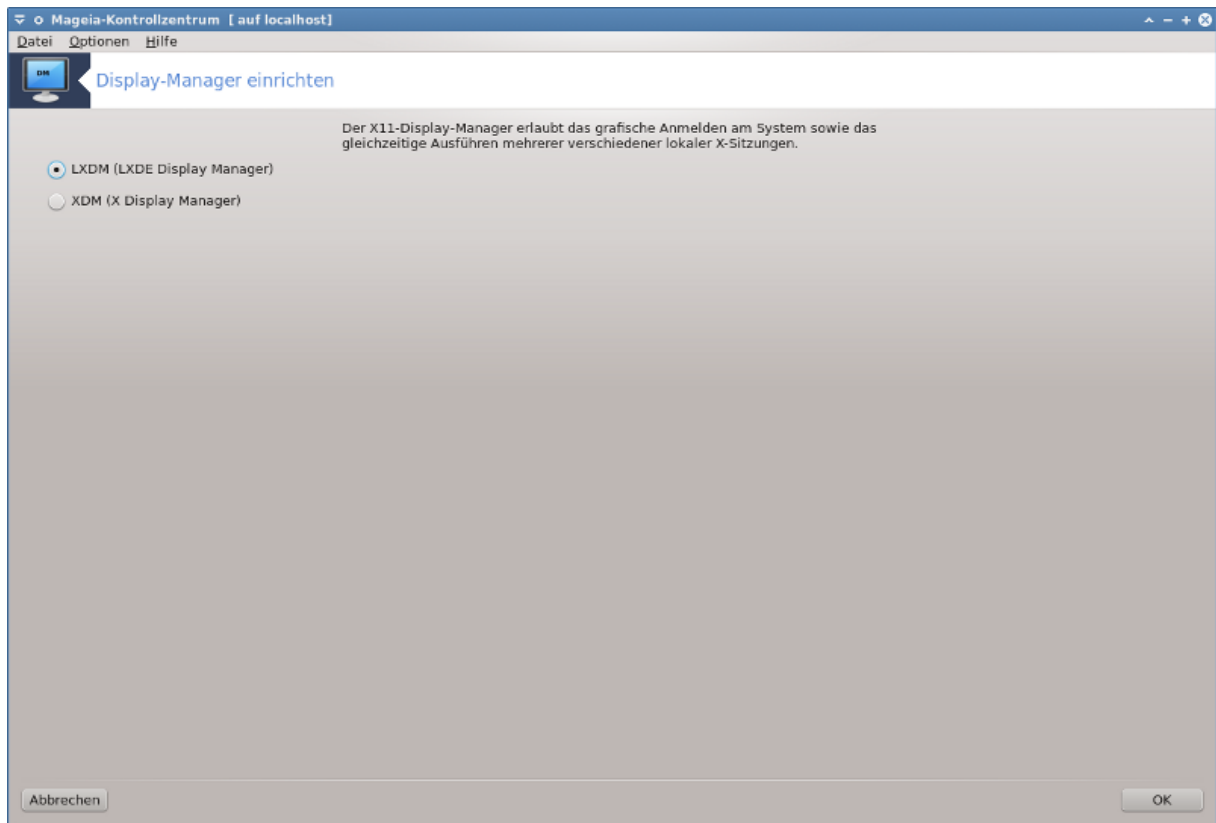 Mageia-Kontrollzentrum [ auf localhost]
Datei Optionen Hilfe
DM
Display-Manager einrichten
Der X11-Display-Manager erlaubt das grafische Anmelden am System sowie das
gleichzeitige Ausführen mehrerer verschiedener lokaler X-Sitzungen.
LXDM (LXDE Display Manager)
XDM (X Display Manager)
Abbrechen OK